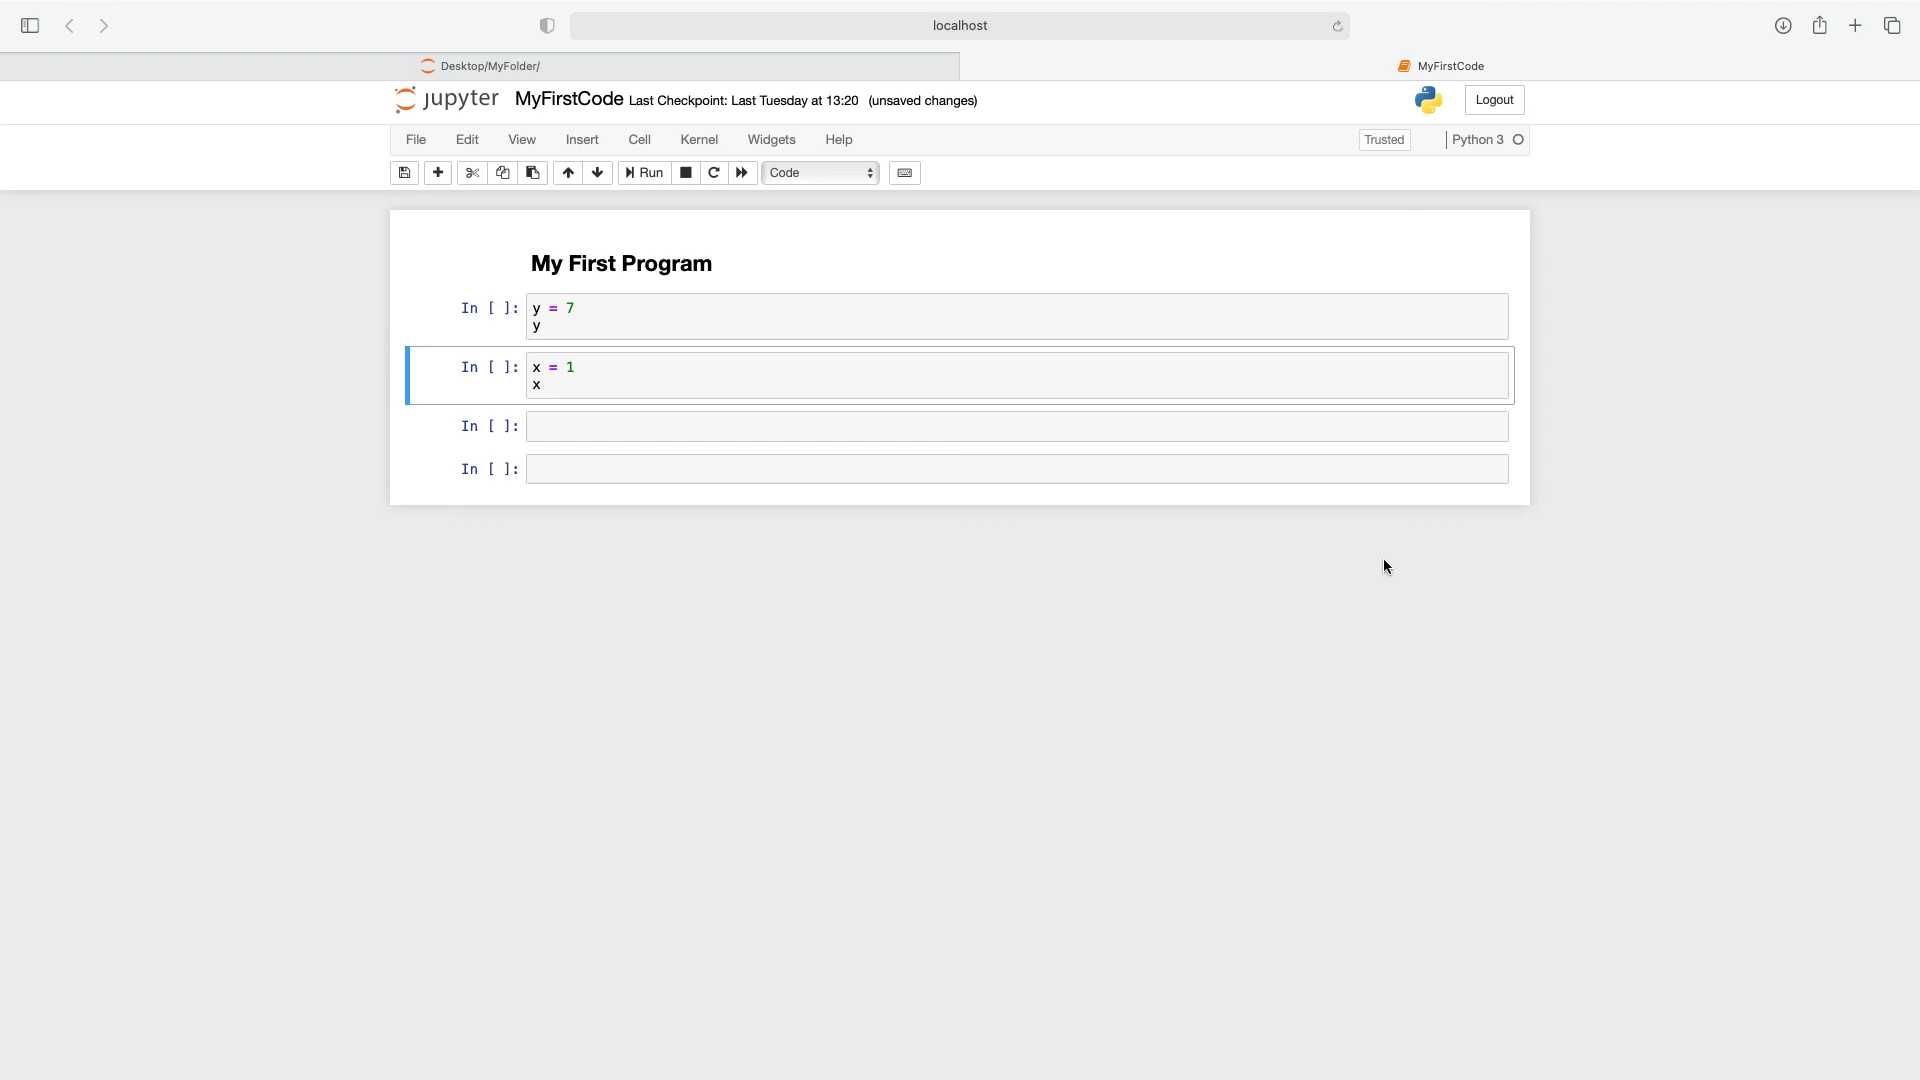 localhost
Desktop/MyFolder/
MyFirstCode
jupyter MyFirstCode Last Checkpoint: Last Tuesday at 13:20 (unsaved changes)
Logout
File Edit View Insert Cell Kernel Widgets Help
Trusted
Python 3
Run
Code
My First Program
In [ ]: y = 7
y
In [ ]: x = 1
x
In [ ]:
In [ ]: